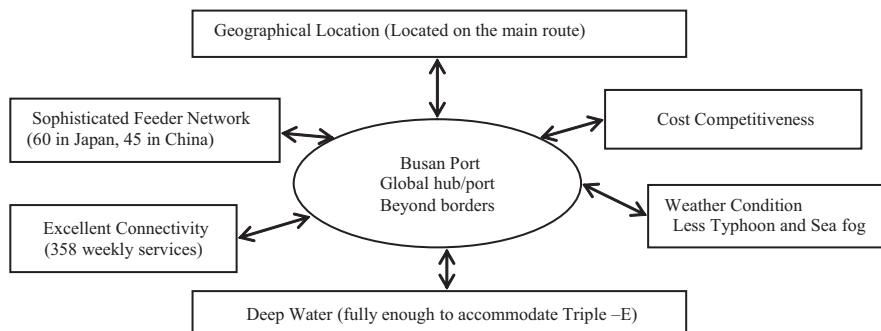 Geographical Location (Located on the main route)
Sophisticated Feeder Network
(60 in Japan, 45 in China)
Cost Competitiveness
Busan Port
Global hub/port
Beyond borders
Excellent Connectivity
(358 weekly services)
Weather Condition
Less Typhoon and Sea fog
Deep Water (fully enough to accommodate Triple –E)